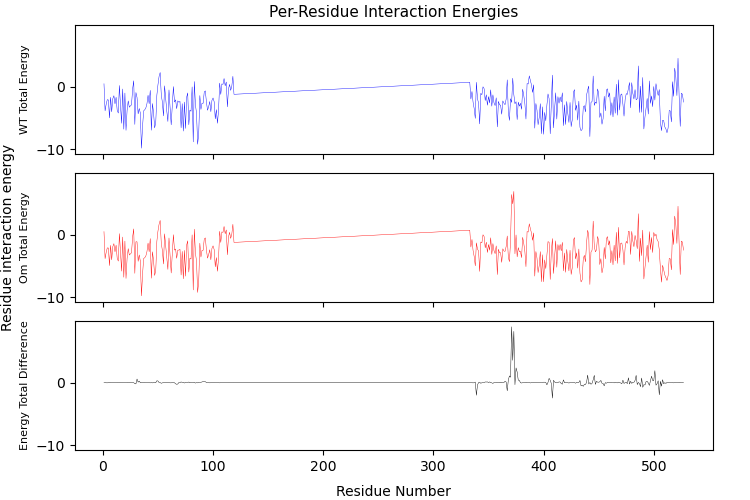 Per-Residue Interaction Energies
Residue interaction energy
WT Total Energy
0
−10
Om Total Energy
0
−10
Energy Total Difference
0
−10
0 100 200 300 400 500
Residue Number